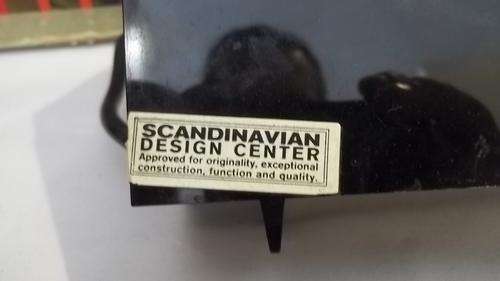 SCANDINAVIAN
DESIGN CENTER
Approved for originality, exceptional
construction, function and quality.